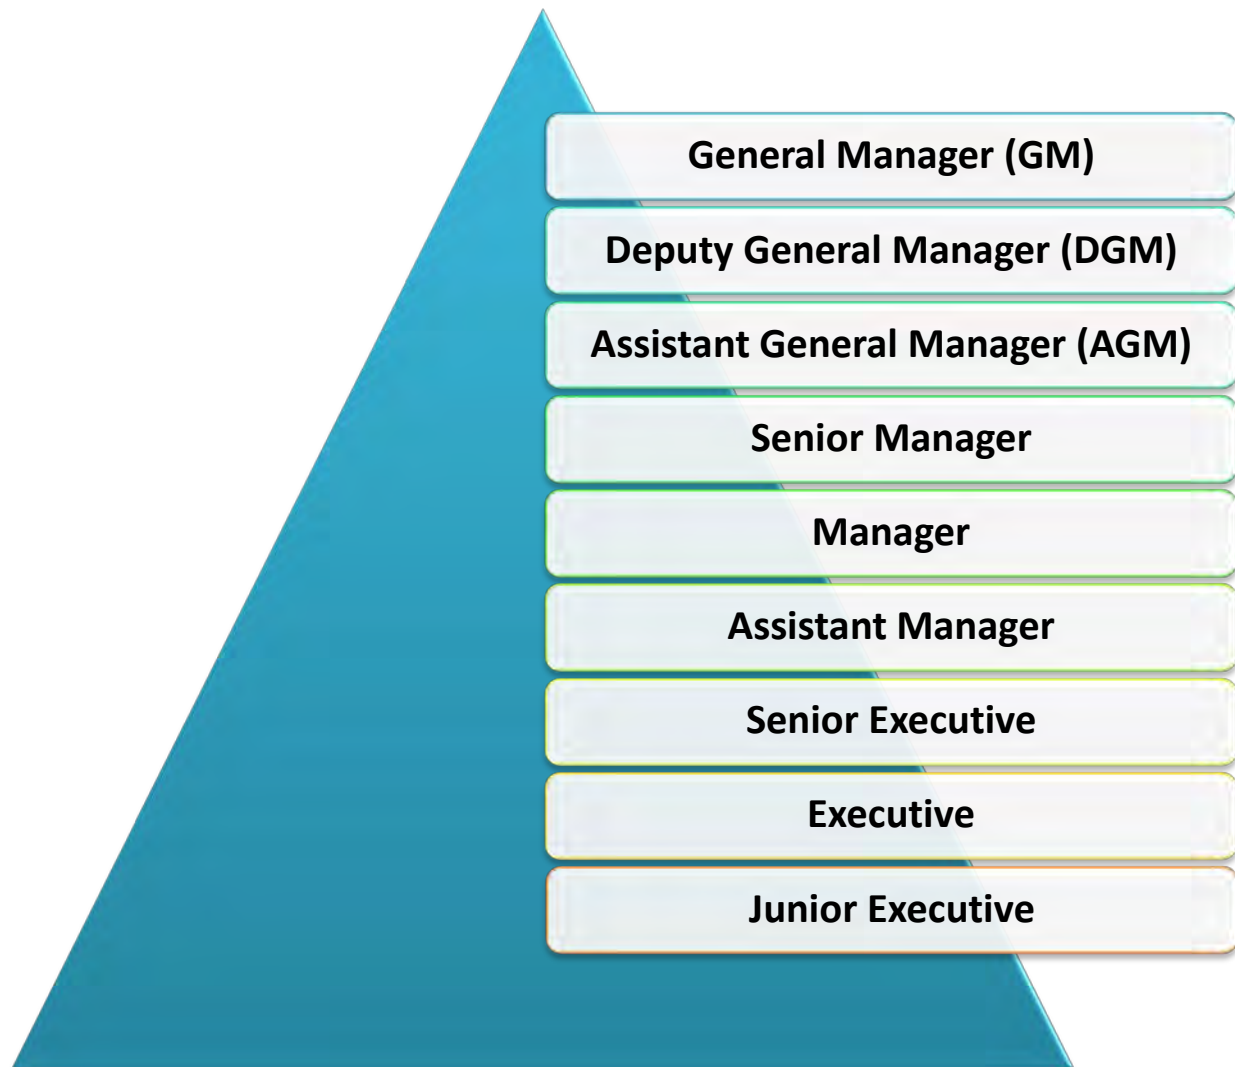 General Manager (GM)
Deputy General Manager (DGM)
Assistant General Manager (AGM)
Senior Manager
Manager
Assistant Manager
Senior Executive
Executive
Junior Executive